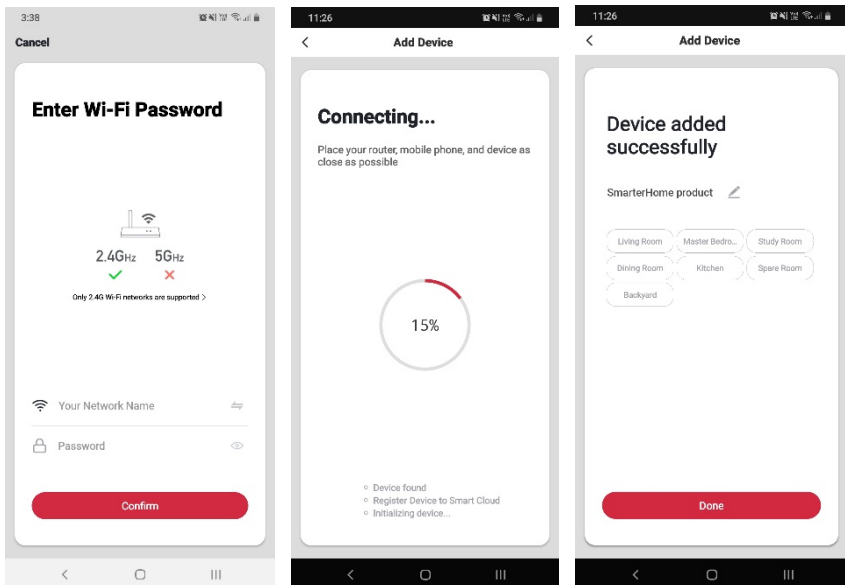 3:38
Cancel
Enter Wi-Fi Password
2.4GHz 5GHz
Only 2.4G Wi-Fi networks are supported >
Your Network Name
Password
Confirm
11:26
Add Device
Connecting...
Place your router, mobile phone, and device as
close as possible
15%
Device found
Register Device to Smart Cloud
Initializing device...
11:26
Add Device
Device added
successfully
SmarterHome product
Living Room Master Bedro... Study Room
Dining Room Kitchen Spare Room
Backyard
Done